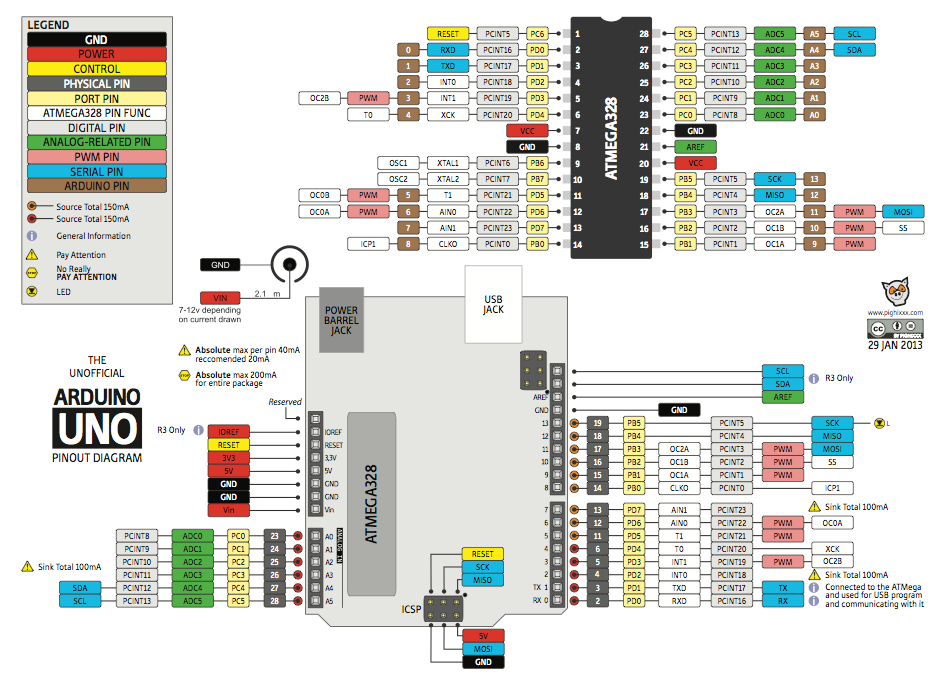 LEGEND
GND
POWER
CONTROL
PHYSICAL PIN
PORT PIN
ATMEGA328 PIN FUNC
DIGITAL PIN
ANALOG-RELATED PIN
PWM PIN
SERIAL PIN
ARDUINO PIN
Source Total 150mA
Source Total 150mA
General Information
Pay Attention
No Really
PAY ATTENTION
LED
RESET PCINT5 PC6 1 28 PC5 PCINT13 ADC5 A5 SCL
0 RXD PCINT16 PD0 2 27 PC4 PCINT12 ADC4 A4 SDA
1 TXD PCINT17 PD1 3 26 PC3 PCINT11 ADC3 A3
2 INT0 PCINT18 PD2 4 25 PC2 PCINT10 ADC2 A2
OC2B PWM 3 INT1 PCINT19 PD3 5 24 PC1 PCINT9 ADC1 A1
T0 4 XCK PCINT20 PD4 6 23 PC0 PCINT8 ADC0 A0
VCC 7 22 GND
GND 8 21 AREF
OSC1 XTAL1 PCINT6 PB6 9 20 VCC
OSC2 XTAL2 PCINT7 PB7 10 19 PB5 PCINT5 SCK 13
OC0B PWM 5 T1 PCINT21 PD5 11 18 PB4 PCINT4 MISO 12
OC0A PWM 6 AIN0 PCINT22 PD6 12 17 PB3 PCINT3 OC2A 11 PWM MOSI
7 AIN1 PCINT23 PD7 13 16 PB2 PCINT2 OC1B 10 PWM SS
ICP1 8 CLKO PCINT0 PB0 14 15 PB1 PCINT1 OC1A 9 PWM
ATMEGA328
GND
VIN 2.1 m
7-12v depending
on current drawn
POWER
BARREL
JACK
USB
JACK
www.pighixxx.com
cc
29 JAN 2013
Absolute max per pin 40mA
reccomended 20mA
Absolute max 200mA
for entire package
THE
UNOFFICIAL
ARDUINO
UNO
PINOUT DIAGRAM
Reserved
R3 Only IOREF IOREF
RESET RESET
3V3 3,3V
5V 5V
GND GND
GND GND
Vin Vin
ATMEGA328
PCINT8 ADC0 PC0 23 A0
PCINT9 ADC1 PC1 24 A1
PCINT10 ADC2 PC2 25 A2
Sink Total 100mA
PCINT11 ADC3 PC3 26 A3
SDA PCINT12 ADC4 PC4 27 A4
SCL PCINT13 ADC5 PC5 28 A5
ANALOG IN
SCL
SDA R3 Only
AREF AREF
GND GND
13 19 PB5 PCINT5 SCK L
12 18 PB4 PCINT4 MISO
11 17 PB3 OC2A PCINT3 PWM MOSI
10 16 PB2 OC1B PCINT2 PWM SS
9 15 PB1 OC1A PCINT1 PWM
8 14 PB0 CLKO PCINT0 ICP1
Sink Total 100mA
7 13 PD7 AIN1 PCINT23
6 12 PD6 AIN0 PCINT22 PWM OC0A
5 11 PD5 T1 PCINT21 PWM
4 6 PD4 T0 PCINT20 XCK
3 5 PD3 INT1 PCINT19 PWM OC2B
2 4 PD2 INT0 PCINT18 Sink Total 100mA
TX 1 3 PD1 TXD PCINT17 TX
RX 0 2 PD0 RXD PCINT16 RX
Connected to the ATMega
and used for USB program
and communicating with it
RESET
SCK
MISO
ICSP
5V
MOSI
GND